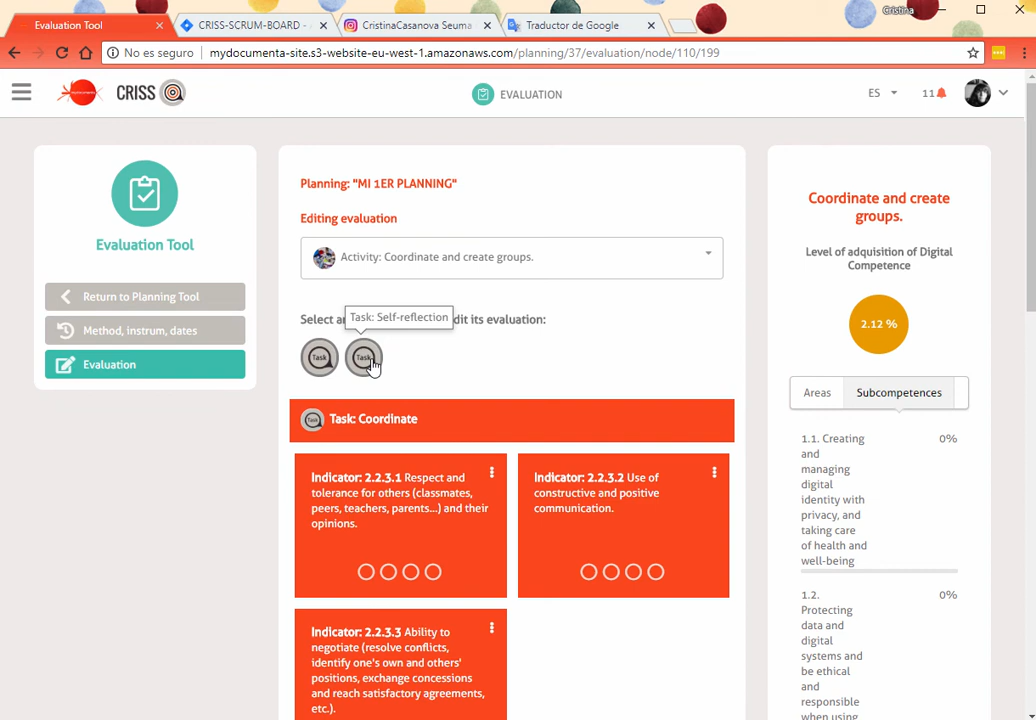 Evaluation Tool
CRISS-SCRUM-BOARD -
CristinaCasanova Seuma
Traductor de Google
Cristina
No es seguro
mydocumenta-site.s3-website-eu-west-1.amazonaws.com/planning/37/evaluation/node/110/199
CRISS
EVALUATION
ES
11
Evaluation Tool
Return to Planning Tool
Method, instrum, dates
Evaluation
Planning: "MI 1ER PLANNING"
Editing evaluation
Activity: Coordinate and create groups.
Select
dit its evaluation:
Task: Self-reflection
Task
Task
Task
Task: Coordinate
Indicator: 2.2.3.1 Respect and
tolerance for others (classmates,
peers, teachers, parents...) and their
opinions.
Indicator: 2.2.3.2 Use of
constructive and positive
communication.
Indicator: 2.2.3.3 Ability to
negotiate (resolve conflicts,
identify one's own and others'
positions, exchange concessions
and reach satisfactory agreements,
etc.).
Coordinate and create
groups.
Level of adquisition of Digital
Competence
2.12 %
Areas
Subcompetences
1.1. Creating
and
managing
digital
identity with
privacy, and
taking care
of health and
well-being
0%
1.2.
Protecting
data and
digital
systems and
be ethical
and
responsible
when using
0%